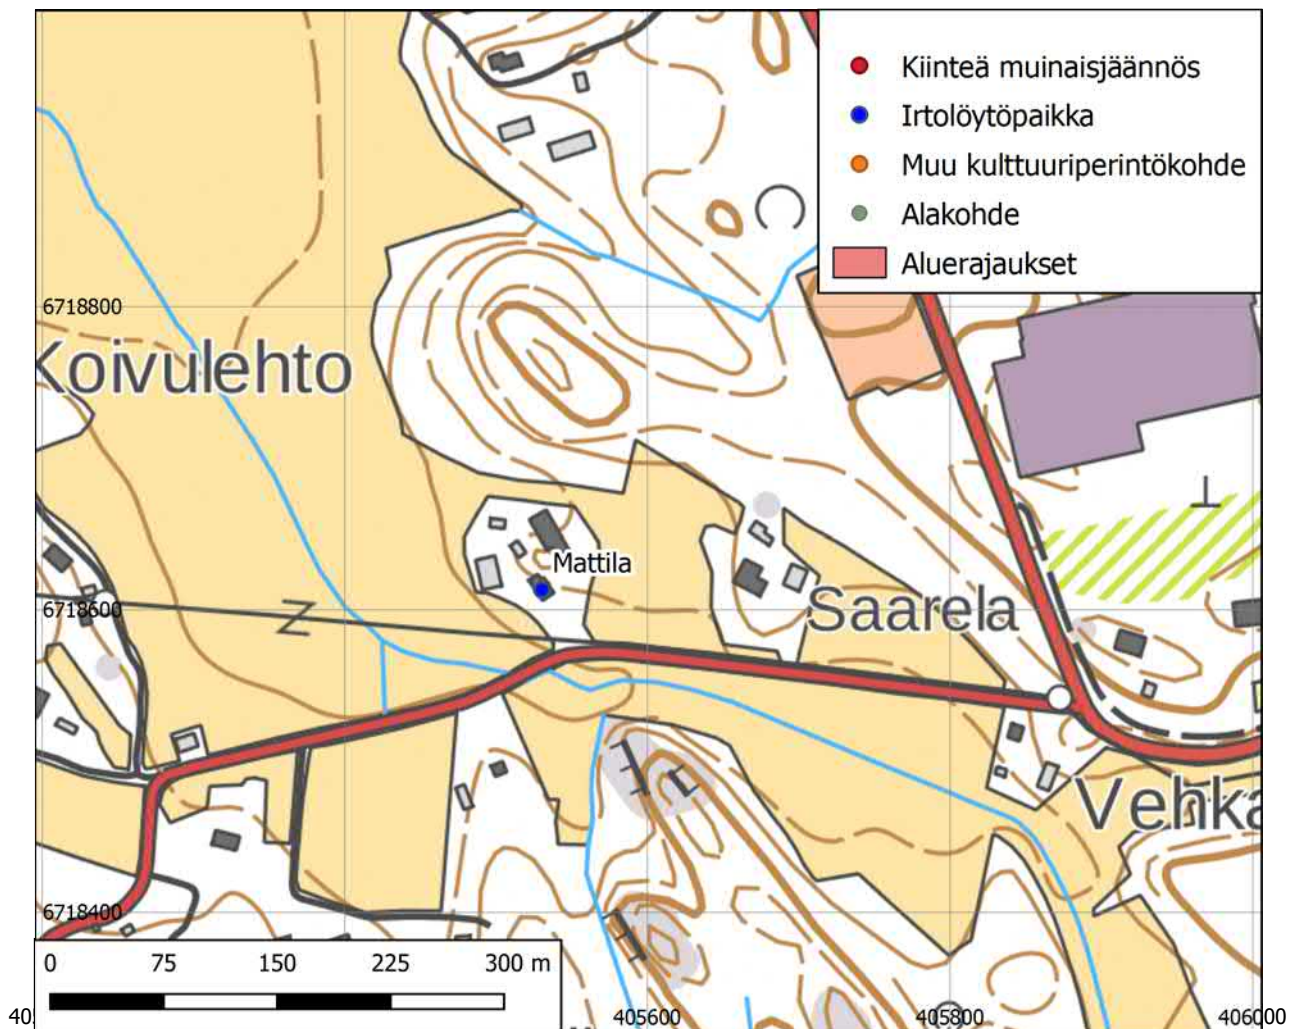 Kiinteä muinaisjäännös
Irtolöytöpaikka
Muu kulttuuriperintökohde
Alakohde
Aluerajaukset
6718800
Koivulehto
Mattila
6718600
Saarela
Vehka
6718400
0 75 150 225 300 m
40
405600
405800
406000